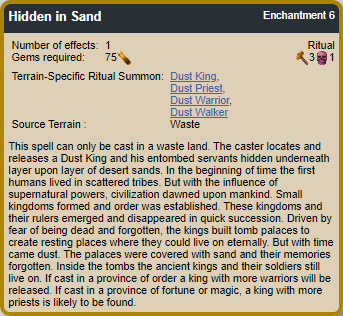 Hidden in Sand Enchantment 6
Number of effects: 1 Ritual
Gems required: 75 3 1
Terrain-Specific Ritual Summon: Dust King,
Dust Priest,
Dust Warrior,
Dust Walker
Source Terrain : Waste
This spell can only be cast in a waste land. The caster locates and
releases a Dust King and his entombed servants hidden underneath
layer upon layer of desert sands. In the beginning of time the first
humans lived in scattered tribes. But with the influence of
supernatural powers, civilization dawned upon mankind. Small
kingdoms formed and order was established. These kingdoms and
their rulers emerged and disappeared in quick succession. Driven by
fear of being dead and forgotten, the kings built tomb palaces to
create resting places where they could live on eternally. But with time
came dust. The palaces were covered with sand and their memories
forgotten. Inside the tombs the ancient kings and their soldiers still
live on. If cast in a province of order a king with more warriors will be
released. If cast in a province of fortune or magic, a king with more
priests is likely to be found.